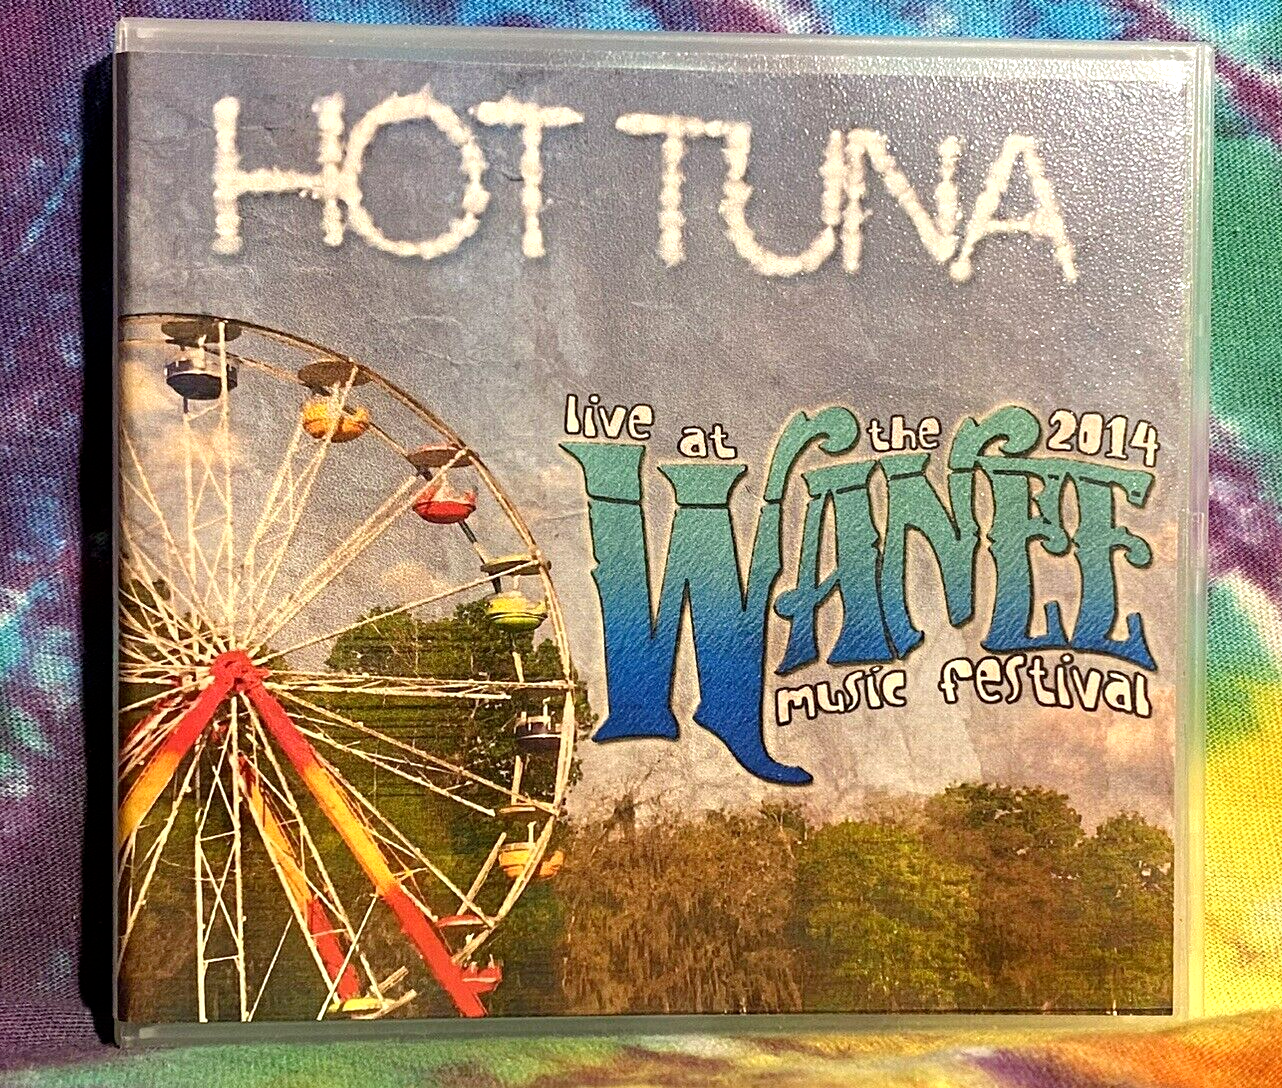 HOT TUNA
live at the 2014
WANEE
music festival